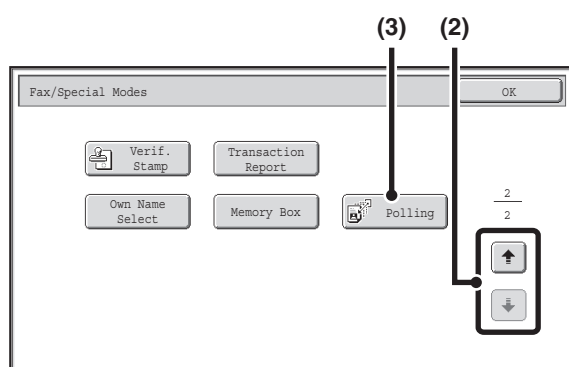 (3) (2)
Fax/Special Modes OK
Verif.
Stamp
Transaction
Report
Own Name
Select
Memory Box
Polling
2
2